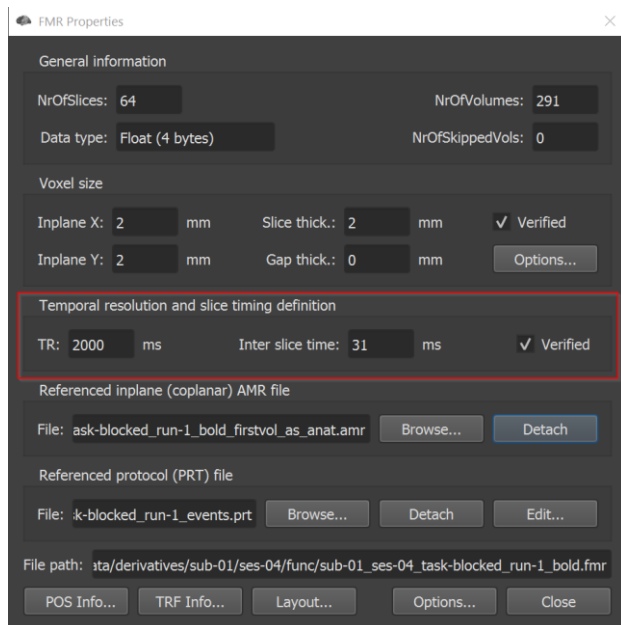 FMR Properties
General information
NrOfSlices: 64 NrOfVolumes: 291
Data type: Float (4 bytes) NrOfSkippedVols: 0
Voxel size
Inplane X: 2 mm Slice thick.: 2 mm Verified
Inplane Y: 2 mm Gap thick.: 0 mm Options...
Temporal resolution and slice timing definition
TR: 2000 ms Inter slice time: 31 ms Verified
Referenced inplane (coplanar) AMR file
File: ask-blocked_run-1_bold_firstvol_as_anat.amr Browse... Detach
Referenced protocol (PRT) file
File: k-blocked_run-1_events.prt Browse... Detach Edit...
File path: ata/derivatives/sub-01/ses-04/func/sub-01_ses-04_task-blocked_run-1_bold.fmr
POS Info... TRF Info... Layout... Options... Close